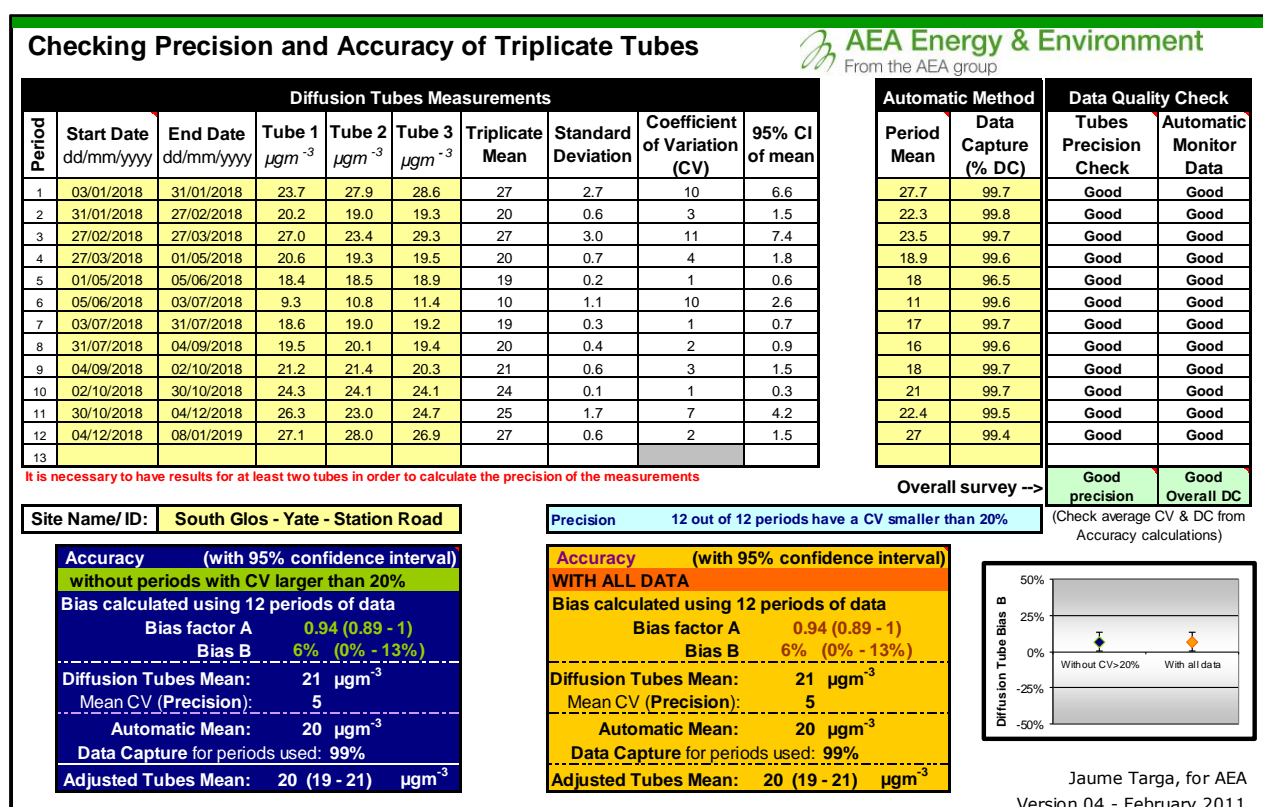 Checking Precision and Accuracy of Triplicate Tubes
AEA Energy & Environment
From the AEA group
Diffusion Tubes Measurements Automatic Method Data Quality Check
Period Start Date dd/mm/yyyy End Date dd/mm/yyyy Tube 1 µgm -3 Tube 2 µgm -3 Tube 3 µgm -3 Triplicate Mean Standard Deviation Coefficient of Variation (CV) 95% CI of mean Period Mean Data Capture (% DC) Tubes Precision Check Automatic Monitor Data
1 03/01/2018 31/01/2018 23.7 27.9 28.6 27 2.7 10 6.6 27.7 99.7 Good Good
2 31/01/2018 27/02/2018 20.2 19.0 19.3 20 0.6 3 1.5 22.3 99.8 Good Good
3 27/02/2018 27/03/2018 27.0 23.4 29.3 27 3.0 11 7.4 23.5 99.7 Good Good
4 27/03/2018 01/05/2018 20.6 19.3 19.5 20 0.7 4 1.8 18.9 99.6 Good Good
5 01/05/2018 05/06/2018 18.4 18.5 18.9 19 0.2 1 0.6 18 96.5 Good Good
6 05/06/2018 03/07/2018 9.3 10.8 11.4 10 1.1 10 2.6 11 99.6 Good Good
7 03/07/2018 31/07/2018 18.6 19.0 19.2 19 0.3 1 0.7 17 99.7 Good Good
8 31/07/2018 04/09/2018 19.5 20.1 19.4 20 0.4 2 0.9 16 99.6 Good Good
9 04/09/2018 02/10/2018 21.2 21.4 20.3 21 0.6 3 1.5 18 99.7 Good Good
10 02/10/2018 30/10/2018 24.3 24.1 24.1 24 0.1 1 0.3 21 99.7 Good Good
11 30/10/2018 04/12/2018 26.3 23.0 24.7 25 1.7 7 4.2 22.4 99.5 Good Good
12 04/12/2018 08/01/2019 27.1 28.0 26.9 27 0.6 2 1.5 27 99.4 Good Good
13
It is necessary to have results for at least two tubes in order to calculate the precision of the measurements
Overall survey --> Good precision Good Overall DC
Site Name/ ID: South Glos - Yate - Station Road
Precision 12 out of 12 periods have a CV smaller than 20%
(Check average CV & DC from
Accuracy calculations)
Accuracy (with 95% confidence interval)
without periods with CV larger than 20%
Bias calculated using 12 periods of data
Bias factor A 0.94 (0.89 - 1)
Bias B 6% (0% - 13%)
Diffusion Tubes Mean: 21 µgm-3
Mean CV (Precision): 5
Automatic Mean: 20 µgm-3
Data Capture for periods used: 99%
Adjusted Tubes Mean: 20 (19 - 21) µgm-3
Accuracy (with 95% confidence interval)
WITH ALL DATA
Bias calculated using 12 periods of data
Bias factor A 0.94 (0.89 - 1)
Bias B 6% (0% - 13%)
Diffusion Tubes Mean: 21 µgm-3
Mean CV (Precision): 5
Automatic Mean: 20 µgm-3
Data Capture for periods used: 99%
Adjusted Tubes Mean: 20 (19 - 21) µgm-3
Diffusion Tube Bias B
50%
25%
0%
-25%
-50%
Without CV>20% With all data
Jaume Targa, for AEA
Version 04 - February 2011